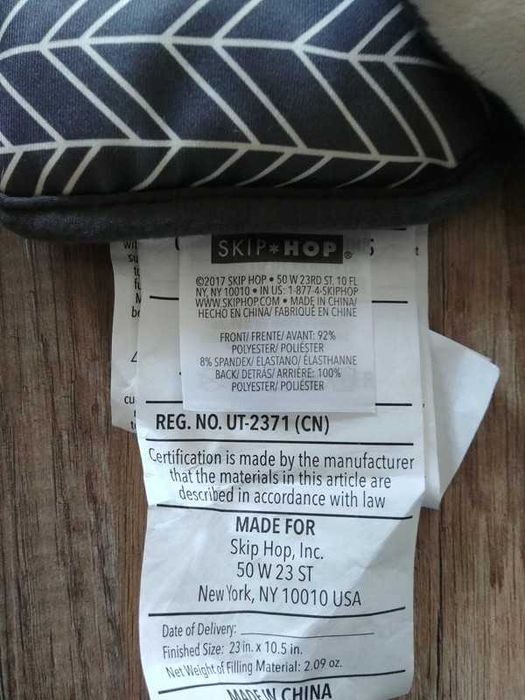 SKIP*HOP®
©2017 SKIP HOP • 50 W 23RD ST, 10 FL
NY, NY 10010 • IN US: 1-877-4-SKIPHOP
WWW.SKIPHOP.COM • MADE IN CHINA/
HECHO EN CHINA/ FABRIQUÉ EN CHINE
FRONT/ FRENTE/ AVANT: 92%
POLYESTER/ POLIÉSTER
8% SPANDEX/ ELASTANO/ ÉLASTHANNE
BACK/ DETRÁS/ ARRIÈRE: 100%
POLYESTER/ POLIÉSTER
REG. NO. UT-2371 (CN)
Certification is made by the manufacturer
that the materials in this article are
described in accordance with law
MADE FOR
Skip Hop, Inc.
50 W 23 ST
New York, NY 10010 USA
Date of Delivery:
Finished Size: 23 in. x 10.5 in.
Net Weight of Filling Material: 2.09 oz.
MADE IN CHINA